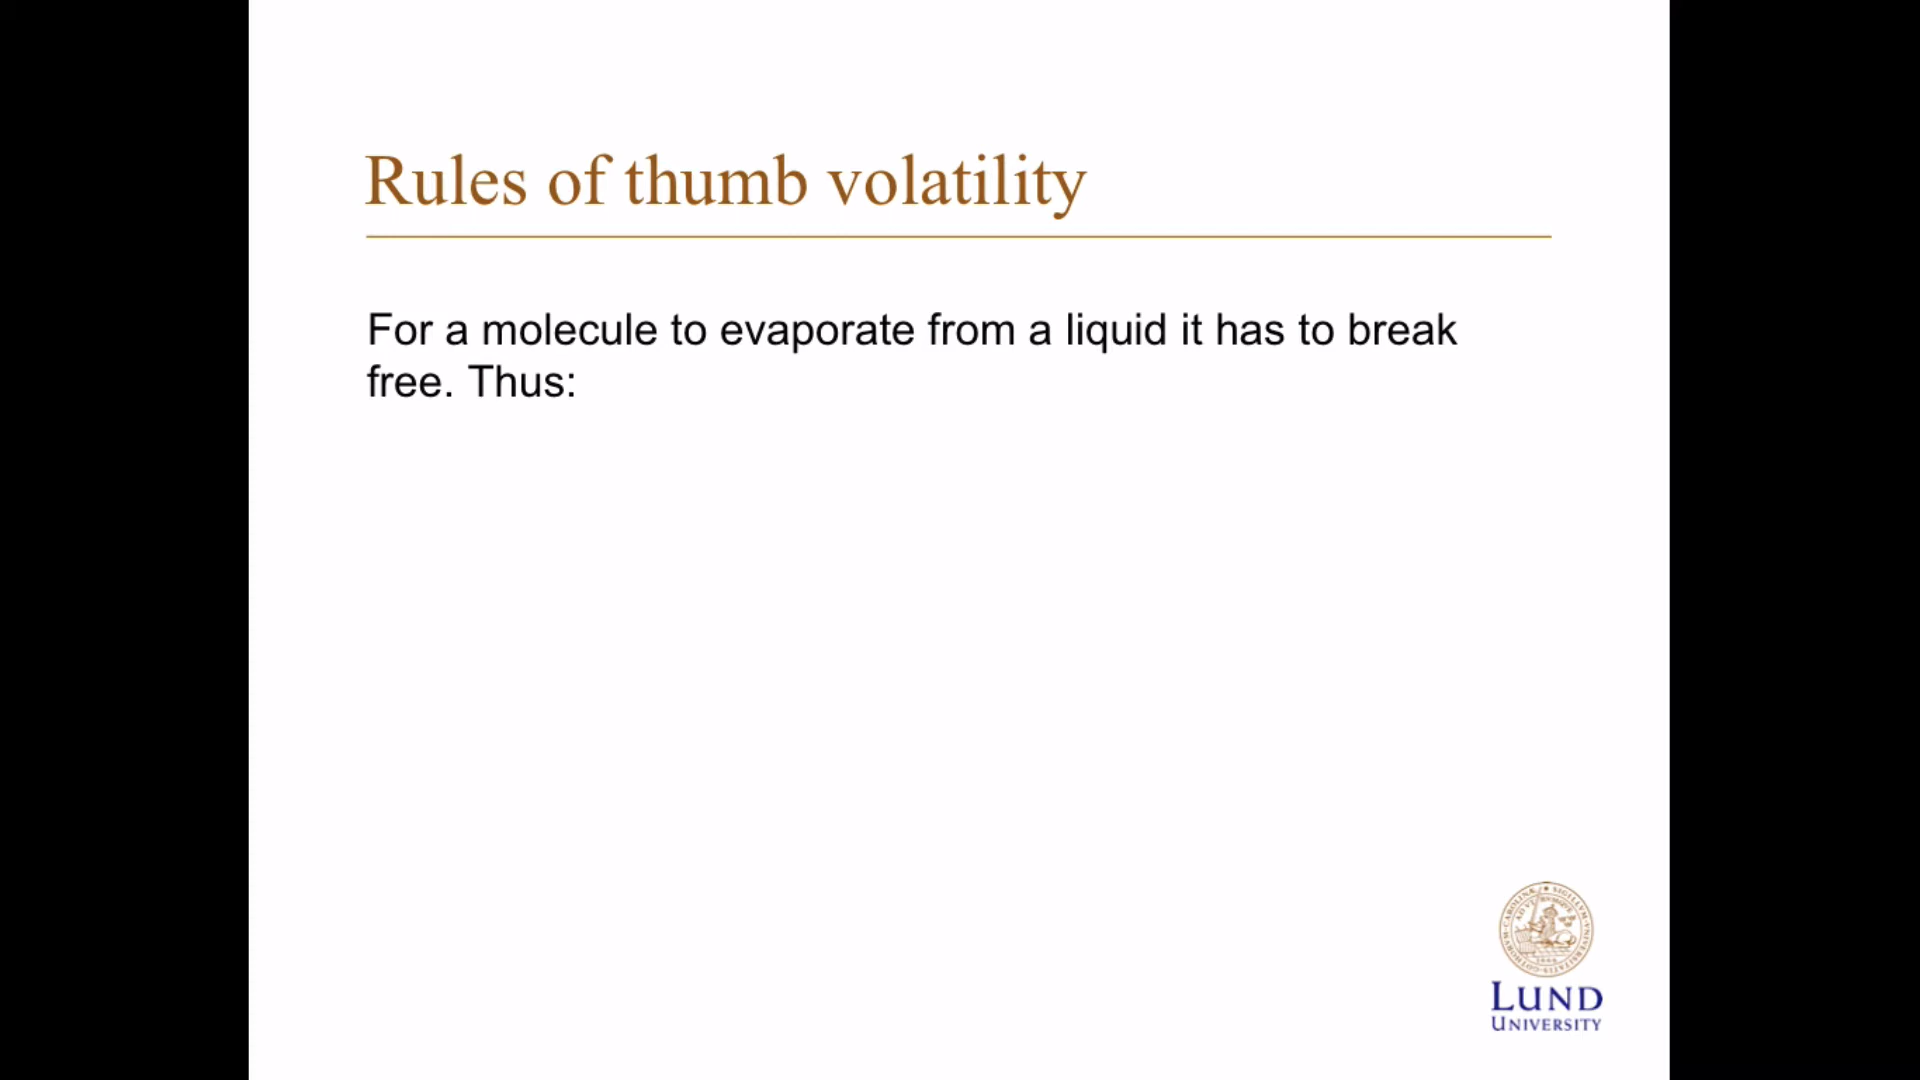 Rules of thumb volatility
For a molecule to evaporate from a liquid it has to break
free. Thus:
LUND
UNIVERSITY